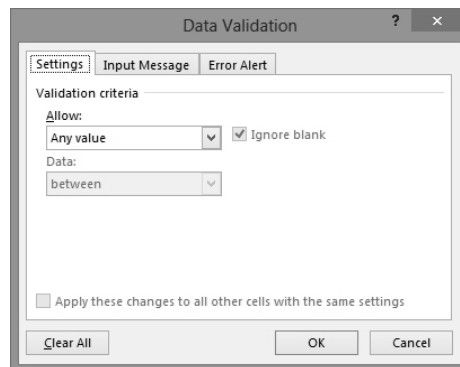 Data Validation ? ×
Settings Input Message Error Alert
Validation criteria
Allow:
Any value Ignore blank
Data:
between
Apply these changes to all other cells with the same settings
Clear All OK Cancel